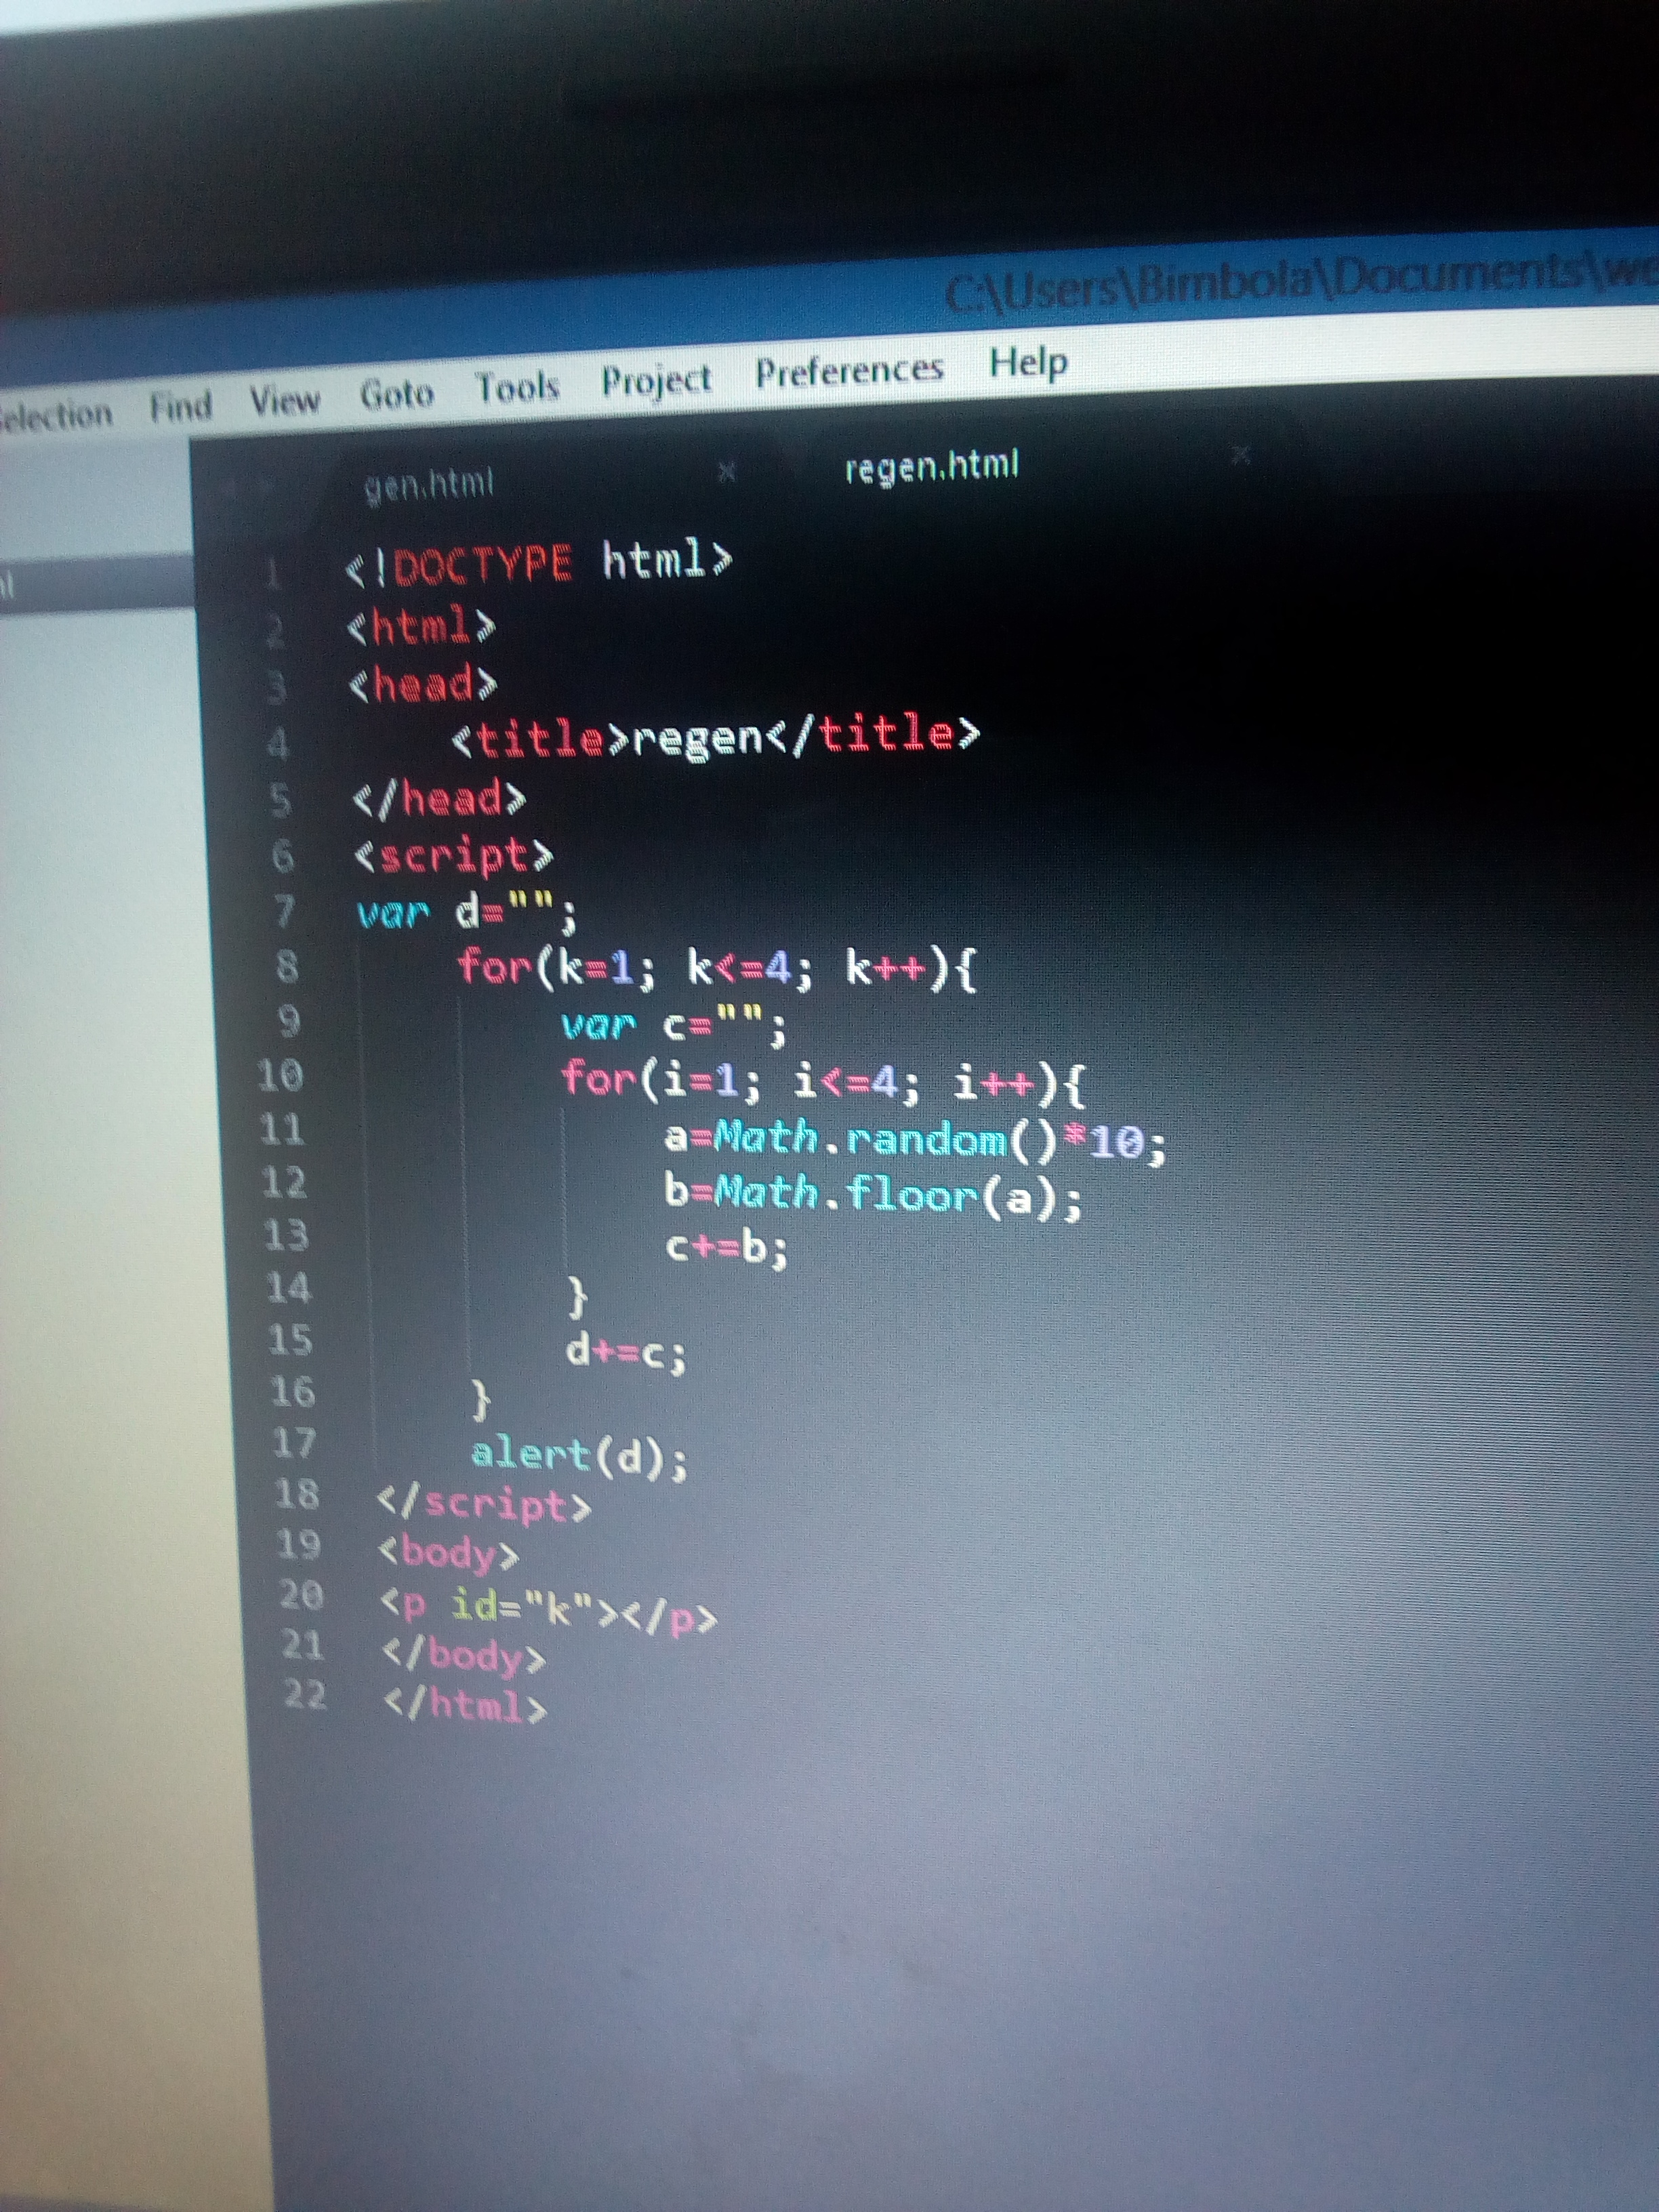 C:\Users\Bimbola\Documents\we
election Find View Goto Tools Project Preferences Help
gen.html × regen.html ×
1 <!DOCTYPE html>
2 <html>
3 <head>
4 <title>regen</title>
5 </head>
6 <script>
7 var d="";
8 for(k=1; k<=4; k++){
9 var c="";
10 for(i=1; i<=4; i++){
11 a=Math.random()*10;
12 b=Math.floor(a);
13 c+=b;
14 }
15 d+=c;
16 }
17 alert(d);
18 </script>
19 <body>
20 <p id="k"></p>
21 </body>
22 </html>